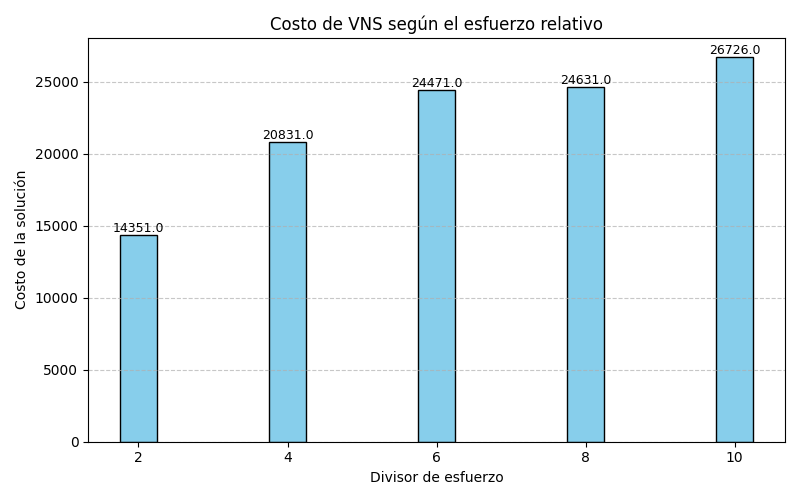 Costo de VNS según el esfuerzo relativo
Costo de la solución
25000
20000
15000
10000
5000
0
14351.0
20831.0
24471.0
24631.0
26726.0
2 4 6 8 10
Divisor de esfuerzo